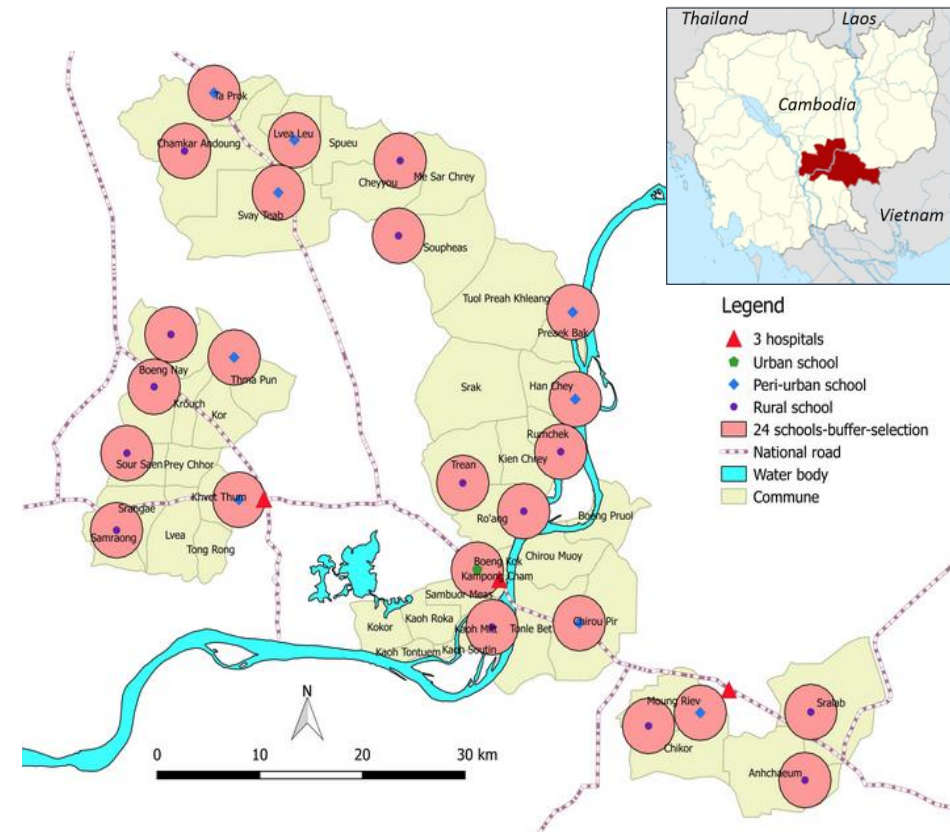 Thailand
Laos
Cambodia
Vietnam
Ta Prok
Lvea Leu
Chamkar Andoung
Spueu
Cheyyou
Me Sar Chrey
Svay Teab
Soupheas
Tuol Preah Khleang
Preaek Bak
Boeng Nay
Thma Pun
Krouch
Kor
Srak
Han Chey
Rumchek
Kien Chrey
Trean
Sour Saen
Prey Chhor
Khvet Thum
Srangae
Samraong
Lvea
Tong Rong
Ro'ang
Boeng Pruol
Chirou Muoy
Boeng Kok
Kampong Cham
Sambuor Meas
Kaoh Roka
Kokor
Kaoh Mitt
Tonle Bet
Chirou Pir
Kaoh Tontuem
Kaoh Soutin
Moung Riev
Chikor
Sralab
Anhchaeum
Legend
3 hospitals
Urban school
Peri-urban school
Rural school
24 schools-buffer-selection
National road
Water body
Commune
N
0 10 20 30 km